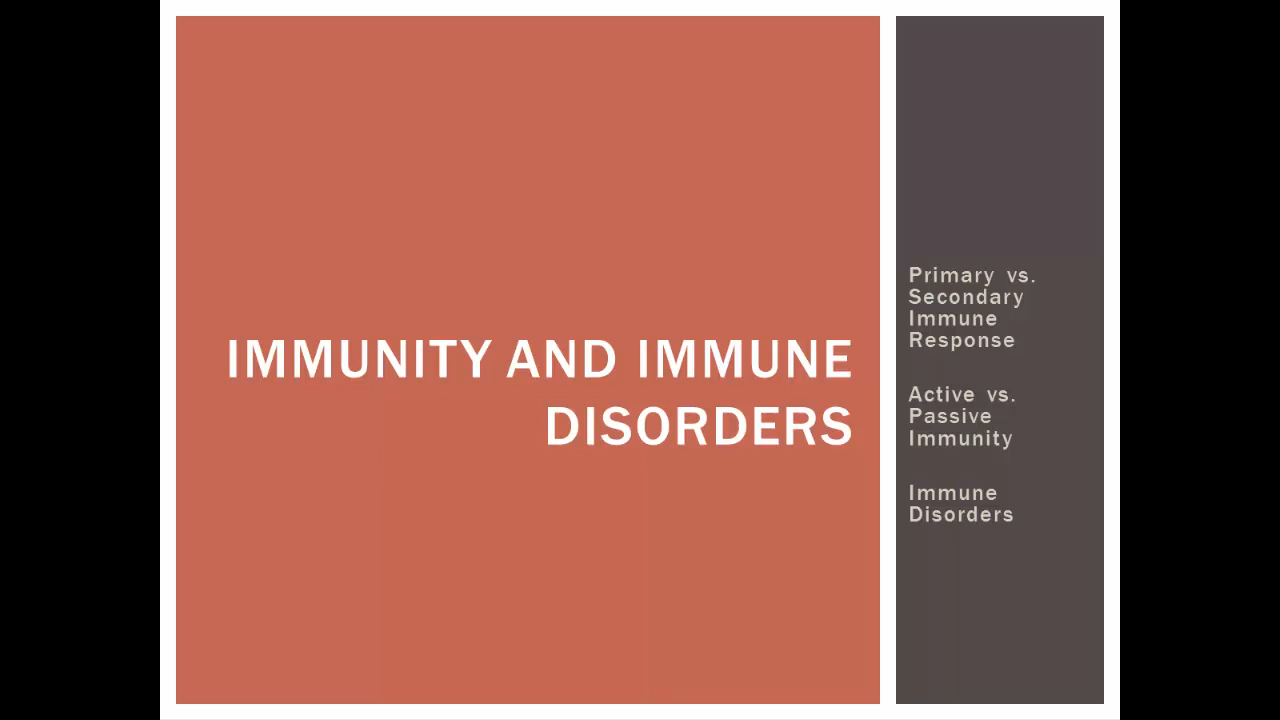 IMMUNITY AND IMMUNE
DISORDERS
Primary vs.
Secondary
Immune
Response
Active vs.
Passive
Immunity
Immune
Disorders